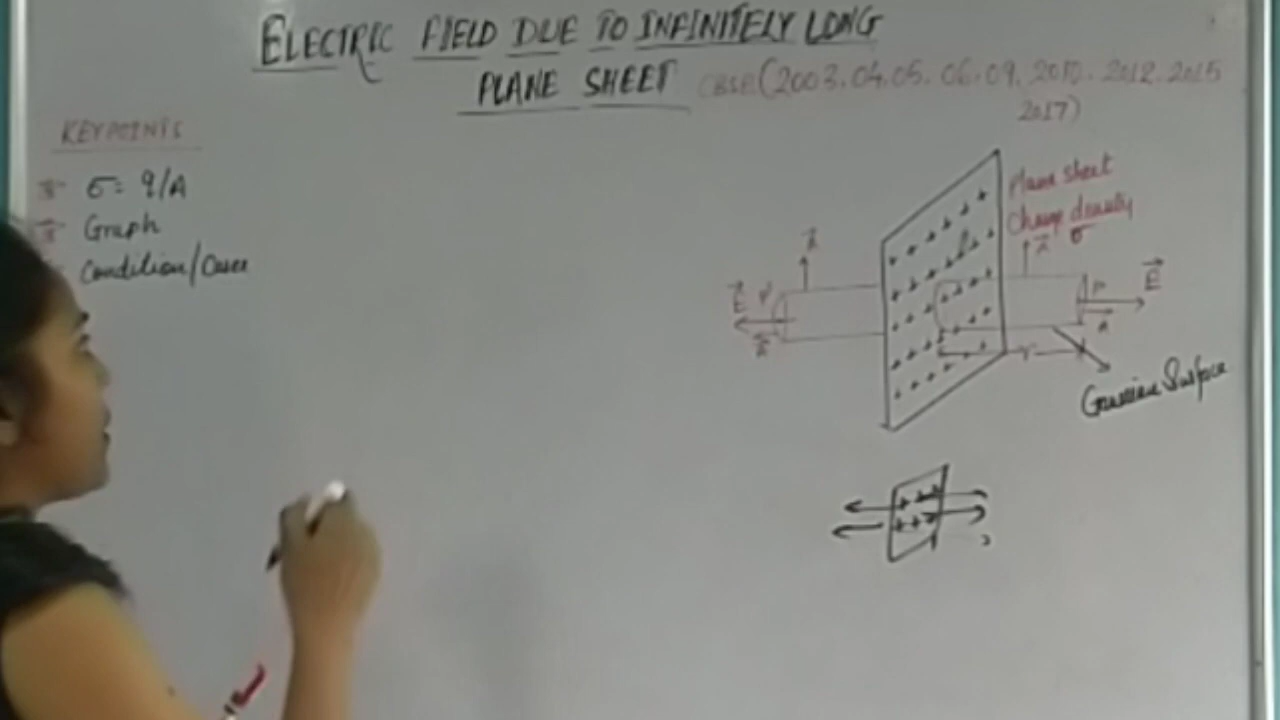 ELECTRIC FIELD DUE TO INFINITELY LONG
PLANE SHEET CBSE (2003.04.05.06.09.2010.2012.2015
2017)
KEYPOINTS
σ = q/A
Graph
Condition/Cases
Plane sheet
Charge density
σ
E P
E
P
r
Gaussian Surface